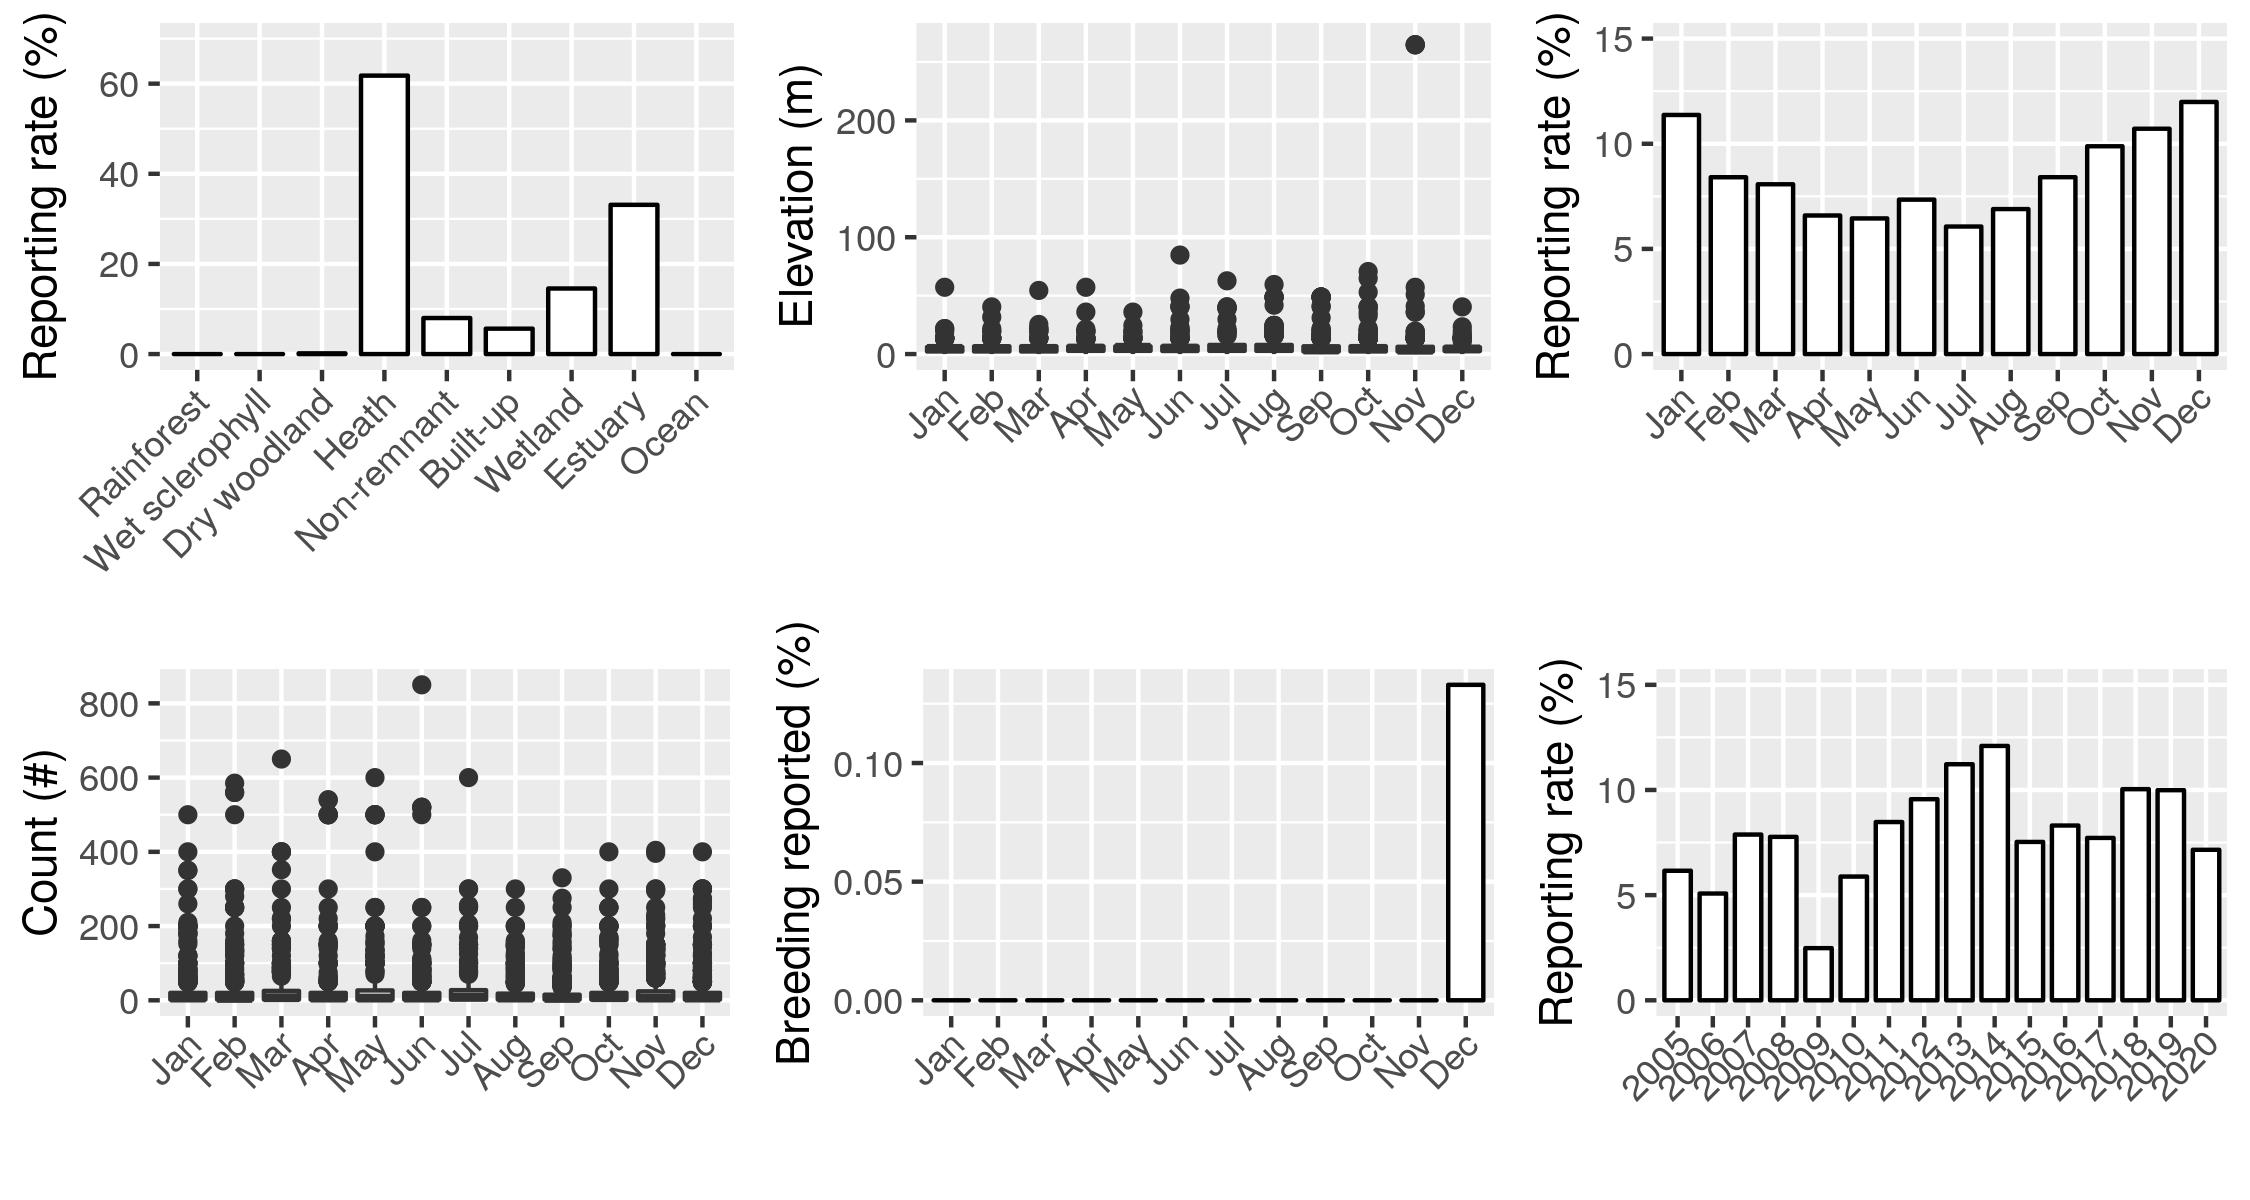 Reporting rate (%)
60
40
20
0
Rainforest
Wet sclerophyll
Dry woodland
Heath
Non-remnant
Built-up
Wetland
Estuary
Ocean
Elevation (m)
200
100
0
Jan
Feb
Mar
Apr
May
Jun
Jul
Aug
Sep
Oct
Nov
Dec
Reporting rate (%)
15
10
5
0
Jan
Feb
Mar
Apr
May
Jun
Jul
Aug
Sep
Oct
Nov
Dec
Count (#)
800
600
400
200
0
Jan
Feb
Mar
Apr
May
Jun
Jul
Aug
Sep
Oct
Nov
Dec
Breeding reported (%)
0.10
0.05
0.00
Jan
Feb
Mar
Apr
May
Jun
Jul
Aug
Sep
Oct
Nov
Dec
Reporting rate (%)
15
10
5
0
2005
2006
2007
2008
2009
2010
2011
2012
2013
2014
2015
2016
2017
2018
2019
2020